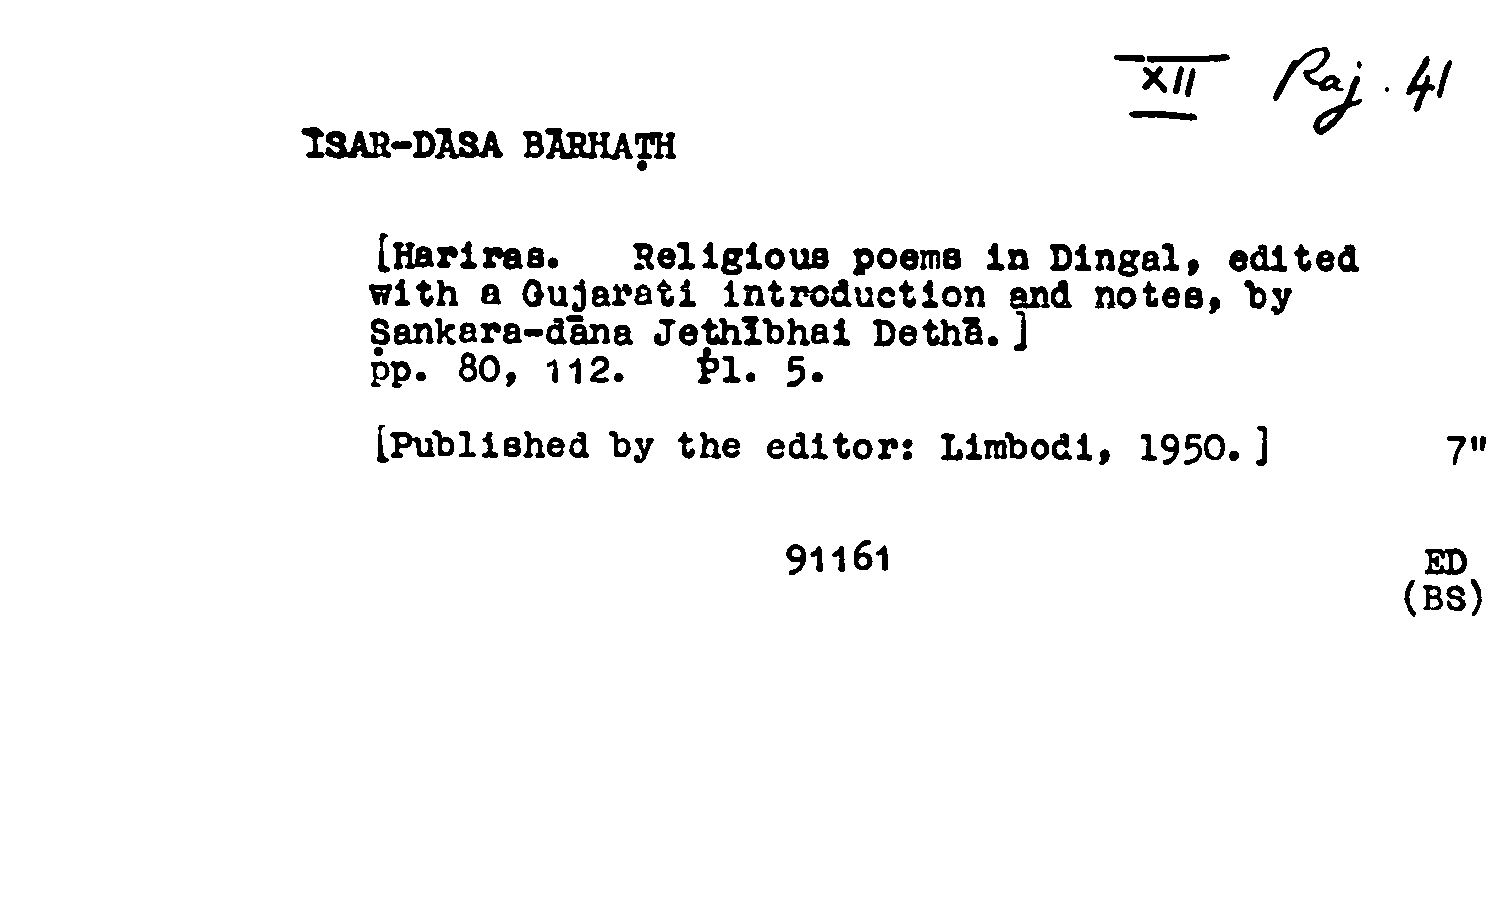 XII Raj. 41
ĪSAR-DĀSA BĀRHAṬH
[Hariras. Religious poems in Dingal, edited
with a Gujarati introduction and notes, by
Ṣankara-dāna Jeṭhībhai Dethā.]
pp. 80, 112. Pl. 5.
[Published by the editor: Limbodi, 1950.] 7"
91161 ED
(BS)